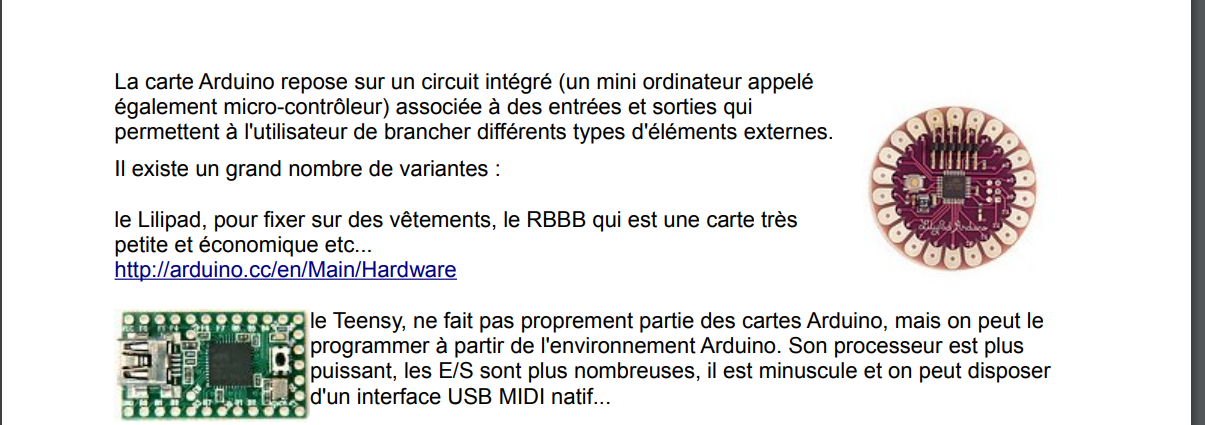 La carte Arduino repose sur un circuit intégré (un mini ordinateur appelé
également micro-contrôleur) associée à des entrées et sorties qui
permettent à l'utilisateur de brancher différents types d'éléments externes.
Il existe un grand nombre de variantes :
le Lilipad, pour fixer sur des vêtements, le RBBB qui est une carte très
petite et économique etc...
http://arduino.cc/en/Main/Hardware
le Teensy, ne fait pas proprement partie des cartes Arduino, mais on peut le
programmer à partir de l'environnement Arduino. Son processeur est plus
puissant, les E/S sont plus nombreuses, il est minuscule et on peut disposer
d'un interface USB MIDI natif...